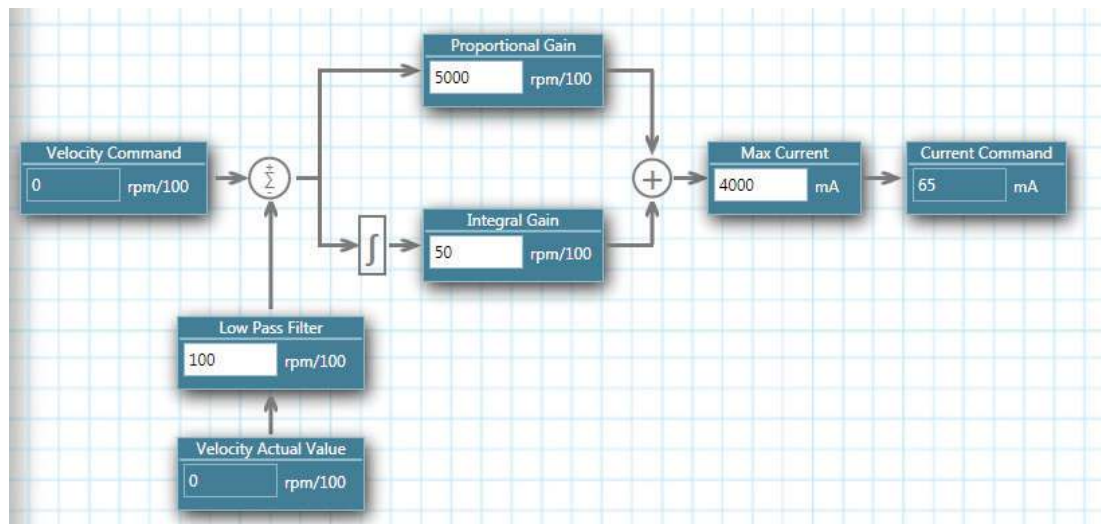 Proportional Gain
5000 rpm/100
Velocity Command
0 rpm/100
±
Σ
-
+
Max Current
4000 mA
Current Command
65 mA
∫
Integral Gain
50 rpm/100
Low Pass Filter
100 rpm/100
Velocity Actual Value
0 rpm/100